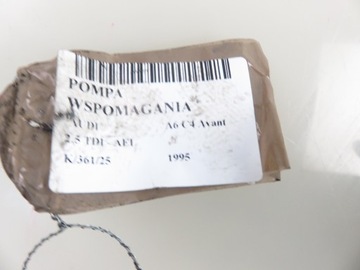 POMPA
WSPOMAGANIA
AUDI A6 C4 Avant
2.5 TDI - AEL
K/361/25 1995